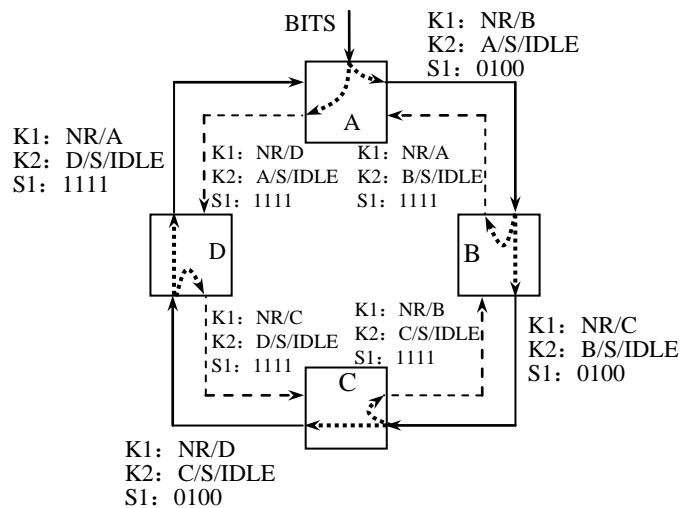 BITS
K1：NR/B
K2：A/S/IDLE
S1：0100
A
K1：NR/A
K2：D/S/IDLE
S1：1111
K1：NR/D
K2：A/S/IDLE
S1：1111
K1：NR/A
K2：B/S/IDLE
S1：1111
D
B
K1：NR/C
K2：D/S/IDLE
S1：1111
K1：NR/B
K2：C/S/IDLE
S1：1111
K1：NR/C
K2：B/S/IDLE
S1：0100
C
K1：NR/D
K2：C/S/IDLE
S1：0100